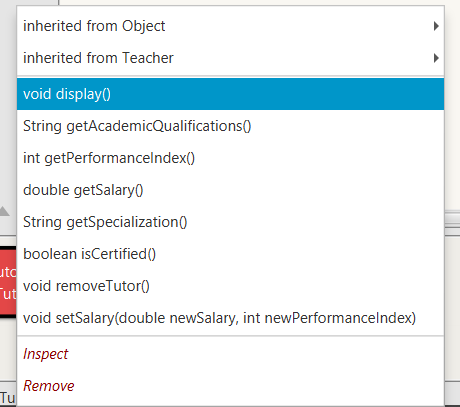 inherited from Object
inherited from Teacher
void display()
String getAcademicQualifications()
int getPerformanceIndex()
double getSalary()
String getSpecialization()
boolean isCertified()
void removeTutor()
void setSalary(double newSalary, int newPerformanceIndex)
Inspect
Remove